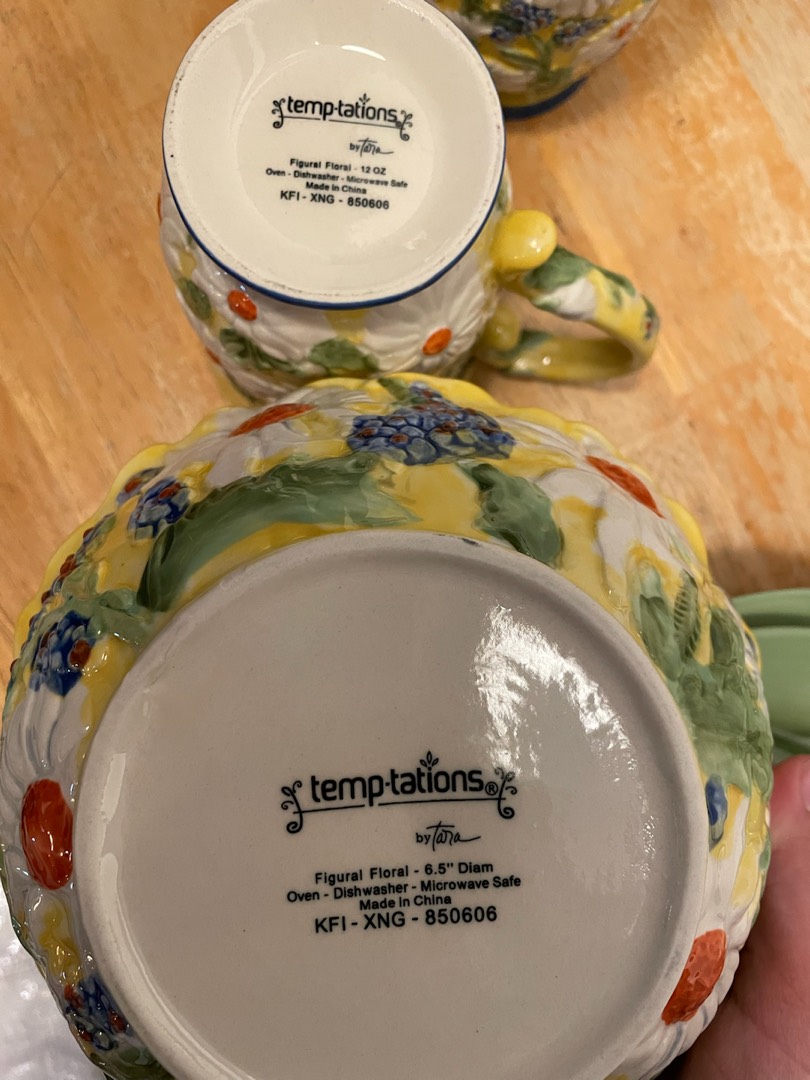 temp-tations®
by Tara
Figural Floral - 12 OZ
Oven - Dishwasher - Microwave Safe
Made in China
KFI - XNG - 850606
temp-tations®
by Tara
Figural Floral - 6.5" Diam
Oven - Dishwasher - Microwave Safe
Made in China
KFI - XNG - 850606